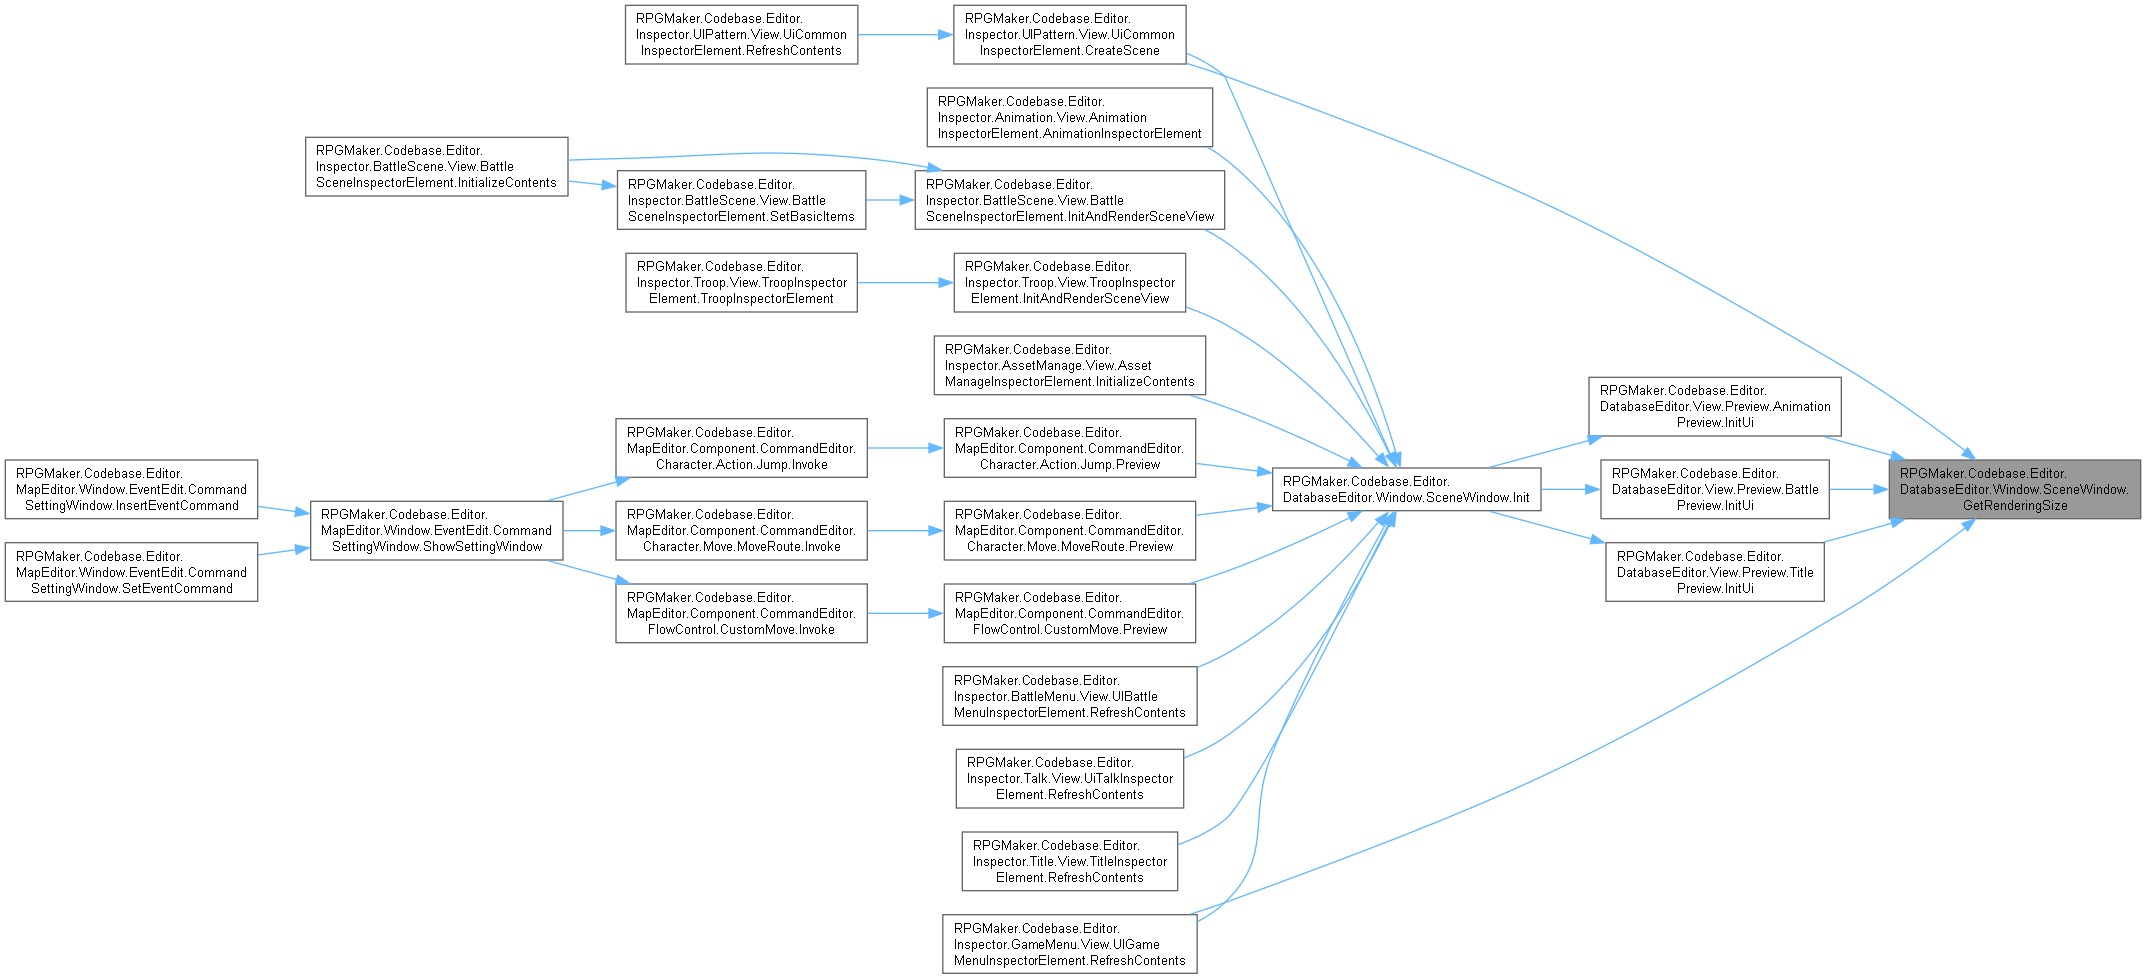 RPGMaker.Codebase.Editor.
Inspector.UIPattern.View.UiCommon
InspectorElement.RefreshContents
RPGMaker.Codebase.Editor.
Inspector.UIPattern.View.UiCommon
InspectorElement.CreateScene
RPGMaker.Codebase.Editor.
Inspector.Animation.View.Animation
InspectorElement.AnimationInspectorElement
RPGMaker.Codebase.Editor.
Inspector.BattleScene.View.Battle
SceneInspectorElement.InitializeContents
RPGMaker.Codebase.Editor.
Inspector.BattleScene.View.Battle
SceneInspectorElement.SetBasicItems
RPGMaker.Codebase.Editor.
Inspector.BattleScene.View.Battle
SceneInspectorElement.InitAndRenderSceneView
RPGMaker.Codebase.Editor.
Inspector.Troop.View.TroopInspector
Element.TroopInspectorElement
RPGMaker.Codebase.Editor.
Inspector.Troop.View.TroopInspector
Element.InitAndRenderSceneView
RPGMaker.Codebase.Editor.
Inspector.AssetManage.View.Asset
ManageInspectorElement.InitializeContents
RPGMaker.Codebase.Editor.
DatabaseEditor.View.Preview.Animation
Preview.InitUi
RPGMaker.Codebase.Editor.
MapEditor.Component.CommandEditor.
Character.Action.Jump.Invoke
RPGMaker.Codebase.Editor.
MapEditor.Component.CommandEditor.
Character.Action.Jump.Preview
RPGMaker.Codebase.Editor.
MapEditor.Window.EventEdit.Command
SettingWindow.InsertEventCommand
RPGMaker.Codebase.Editor.
DatabaseEditor.Window.SceneWindow.Init
RPGMaker.Codebase.Editor.
DatabaseEditor.View.Preview.Battle
Preview.InitUi
RPGMaker.Codebase.Editor.
DatabaseEditor.Window.SceneWindow.
GetRenderingSize
RPGMaker.Codebase.Editor.
MapEditor.Window.EventEdit.Command
SettingWindow.ShowSettingWindow
RPGMaker.Codebase.Editor.
MapEditor.Component.CommandEditor.
Character.Move.MoveRoute.Invoke
RPGMaker.Codebase.Editor.
MapEditor.Component.CommandEditor.
Character.Move.MoveRoute.Preview
RPGMaker.Codebase.Editor.
MapEditor.Window.EventEdit.Command
SettingWindow.SetEventCommand
RPGMaker.Codebase.Editor.
DatabaseEditor.View.Preview.Title
Preview.InitUi
RPGMaker.Codebase.Editor.
MapEditor.Component.CommandEditor.
FlowControl.CustomMove.Invoke
RPGMaker.Codebase.Editor.
MapEditor.Component.CommandEditor.
FlowControl.CustomMove.Preview
RPGMaker.Codebase.Editor.
Inspector.BattleMenu.View.UIBattle
MenuInspectorElement.RefreshContents
RPGMaker.Codebase.Editor.
Inspector.Talk.View.UiTalkInspector
Element.RefreshContents
RPGMaker.Codebase.Editor.
Inspector.Title.View.TitleInspector
Element.RefreshContents
RPGMaker.Codebase.Editor.
Inspector.GameMenu.View.UIGame
MenuInspectorElement.RefreshContents